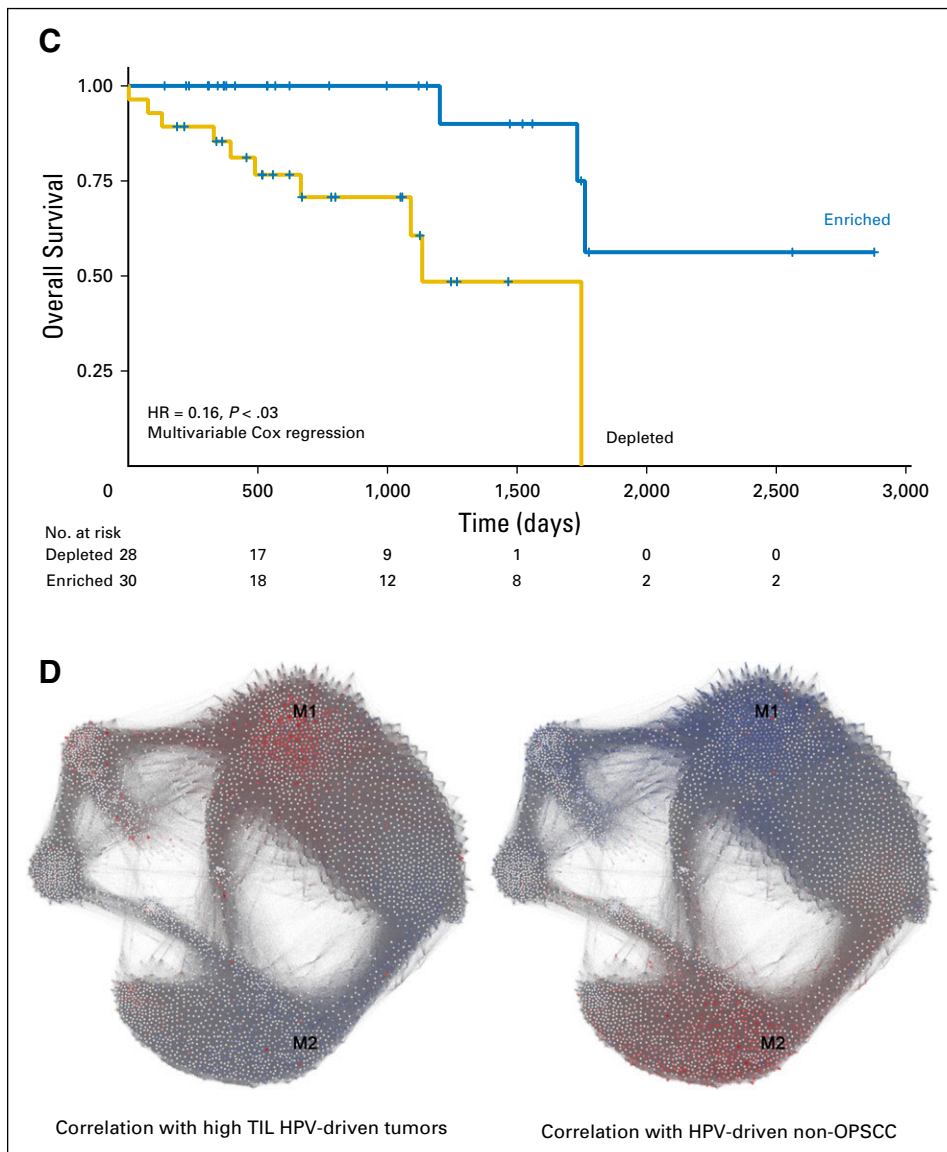 C
1.00
0.75
0.50
0.25
Overall Survival
Enriched
HR = 0.16, P < .03
Multivariable Cox regression
Depleted
0 500 1,000 1,500 2,000 2,500 3,000
Time (days)
No. at risk
Depleted 28 17 9 1 0 0
Enriched 30 18 12 8 2 2
D
M1 M1
M2 M2
Correlation with high TIL HPV-driven tumors
Correlation with HPV-driven non-OPSCC